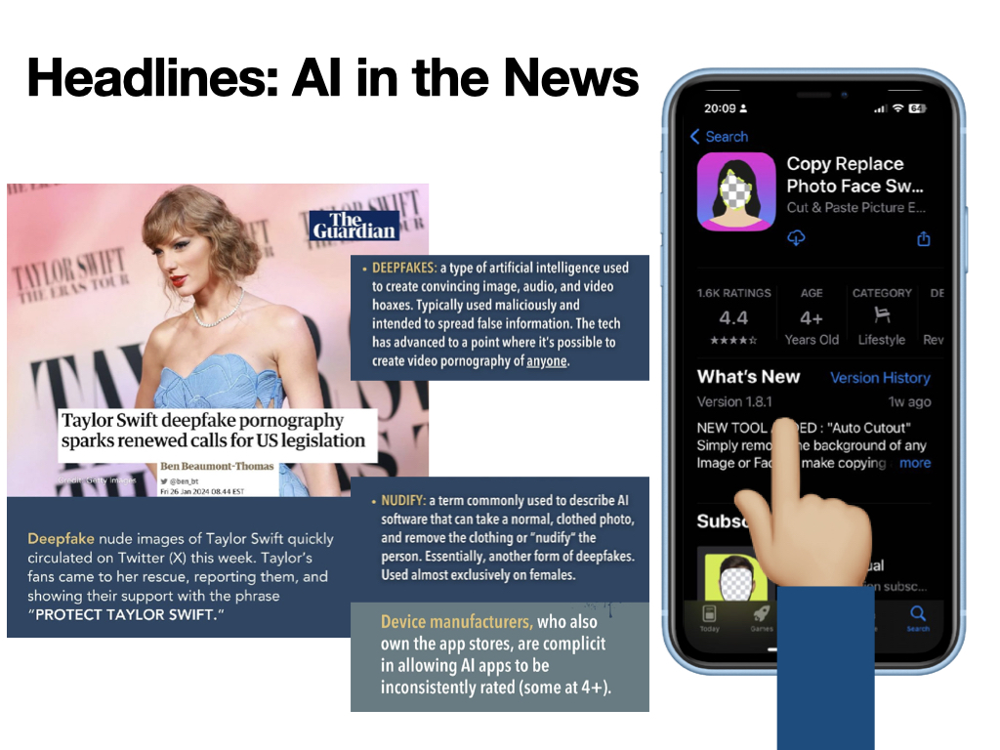 Headlines: AI in the News
TAYLOR SWIFT
THE ERAS TOUR
The
Guardian
Taylor Swift deepfake pornography
sparks renewed calls for US legislation
Ben Beaumont-Thomas
@ben_bt
Fri 26 Jan 2024 08.44 EST
Credit: Getty Images
Deepfake nude images of Taylor Swift quickly
circulated on Twitter (X) this week. Taylor's
fans came to her rescue, reporting them, and
showing their support with the phrase
“PROTECT TAYLOR SWIFT.”
• DEEPFAKES: a type of artificial intelligence used
to create convincing image, audio, and video
hoaxes. Typically used maliciously and
intended to spread false information. The tech
has advanced to a point where it's possible to
create video pornography of anyone.
• NUDIFY: a term commonly used to describe AI
software that can take a normal, clothed photo,
and remove the clothing or “nudify” the
person. Essentially, another form of deepfakes.
Used almost exclusively on females.
Device manufacturers, who also
own the app stores, are complicit
in allowing AI apps to be
inconsistently rated (some at 4+).
20:09
64
Search
Copy Replace
Photo Face Sw...
Cut & Paste Picture E...
1.6K RATINGS AGE CATEGORY DE
4.4 4+
Years Old Lifestyle Rev
What's New Version History
Version 1.8.1 1w ago
NEW TOOL DED : "Auto Cutout"
Simply remo he background of any
Image or Fac make copying more
Subsc
ual
on subsc...
Today Games Search